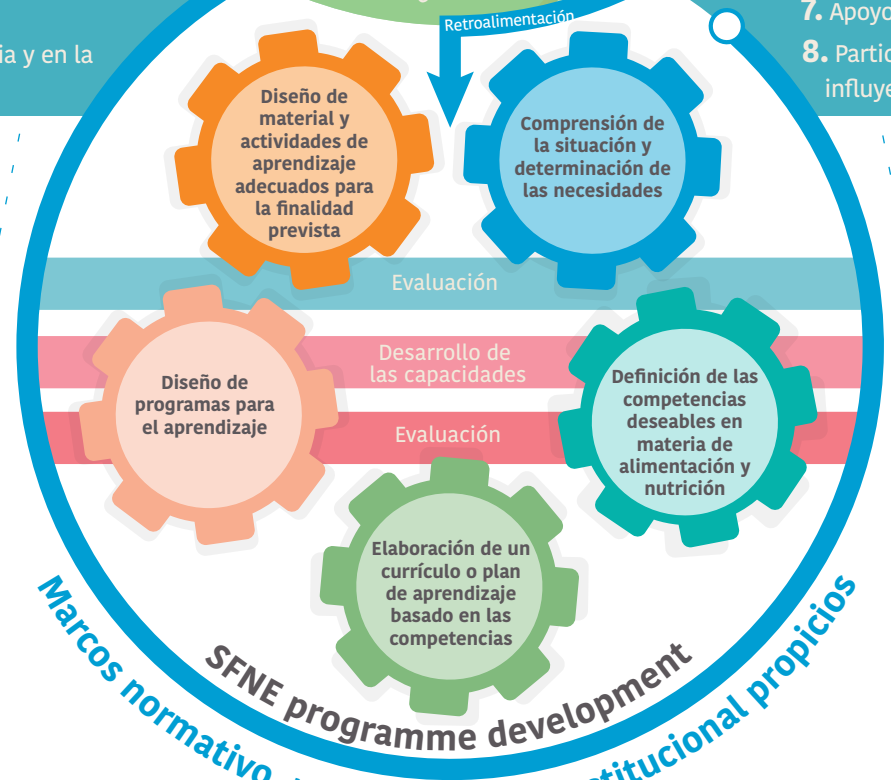 Retroalimentación
7. Apoyo
ia y en la
8. Partic
influye
Diseño de
material y
actividades de
aprendizaje
adecuados para
la finalidad
prevista
Comprensión de
la situación y
determinación de
las necesidades
Evaluación
Desarrollo de
las capacidades
Evaluación
Diseño de
programas para
el aprendizaje
Definición de las
competencias
deseables en
materia de
alimentación y
nutrición
Elaboración de un
currículo o plan
de aprendizaje
basado en las
competencias
SFNE programme development
Marcos normativo, stitucional propicios